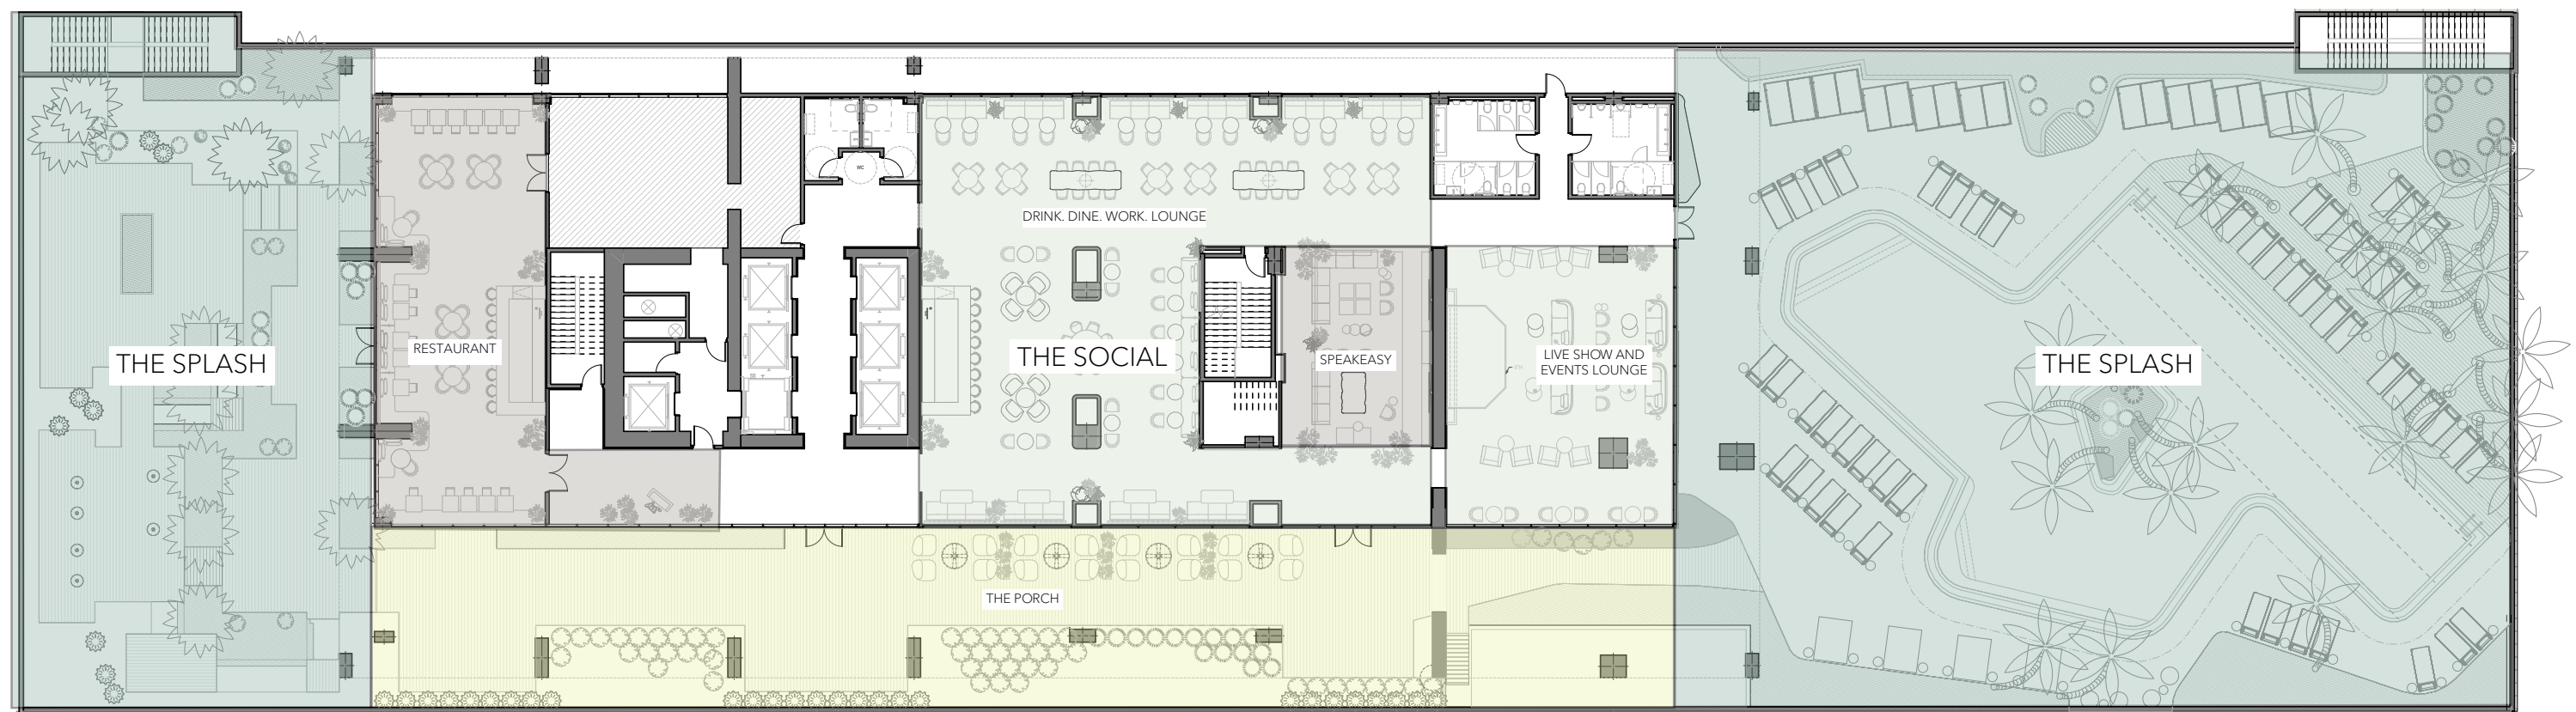 WC
DRINK. DINE. WORK. LOUNGE
THE SPLASH
RESTAURANT
THE SOCIAL
SPEAKEASY
LIVE SHOW AND
EVENTS LOUNGE
THE SPLASH
THE PORCH